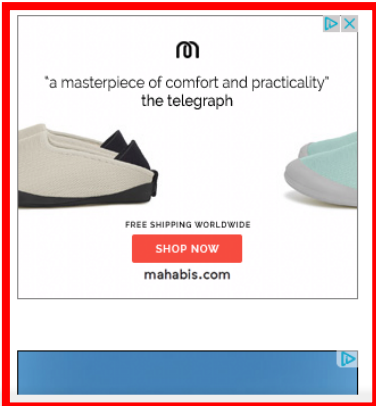 "a masterpiece of comfort and practicality"
the telegraph
FREE SHIPPING WORLDWIDE
SHOP NOW
mahabis.com